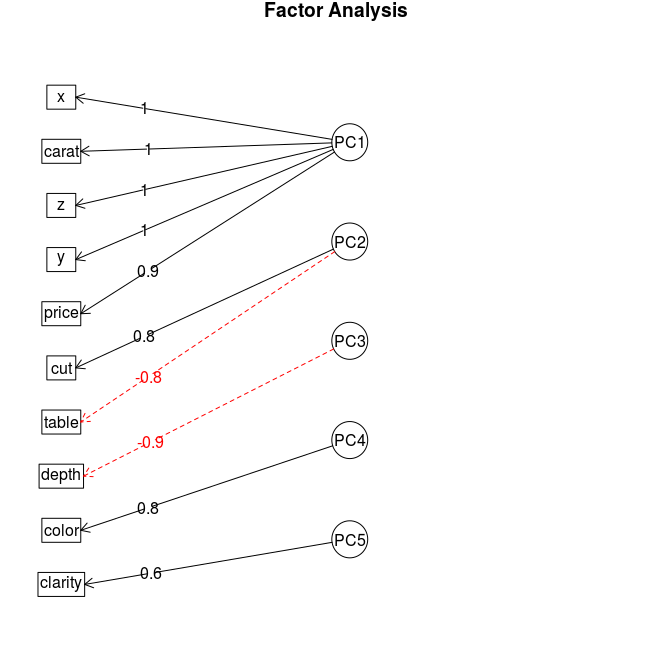 Factor Analysis
x
1
PC1
carat
1
z
1
y
1
PC2
price
0.9
cut
0.8
PC3
table
-0.8
depth
-0.9
PC4
color
0.8
PC5
clarity
0.6